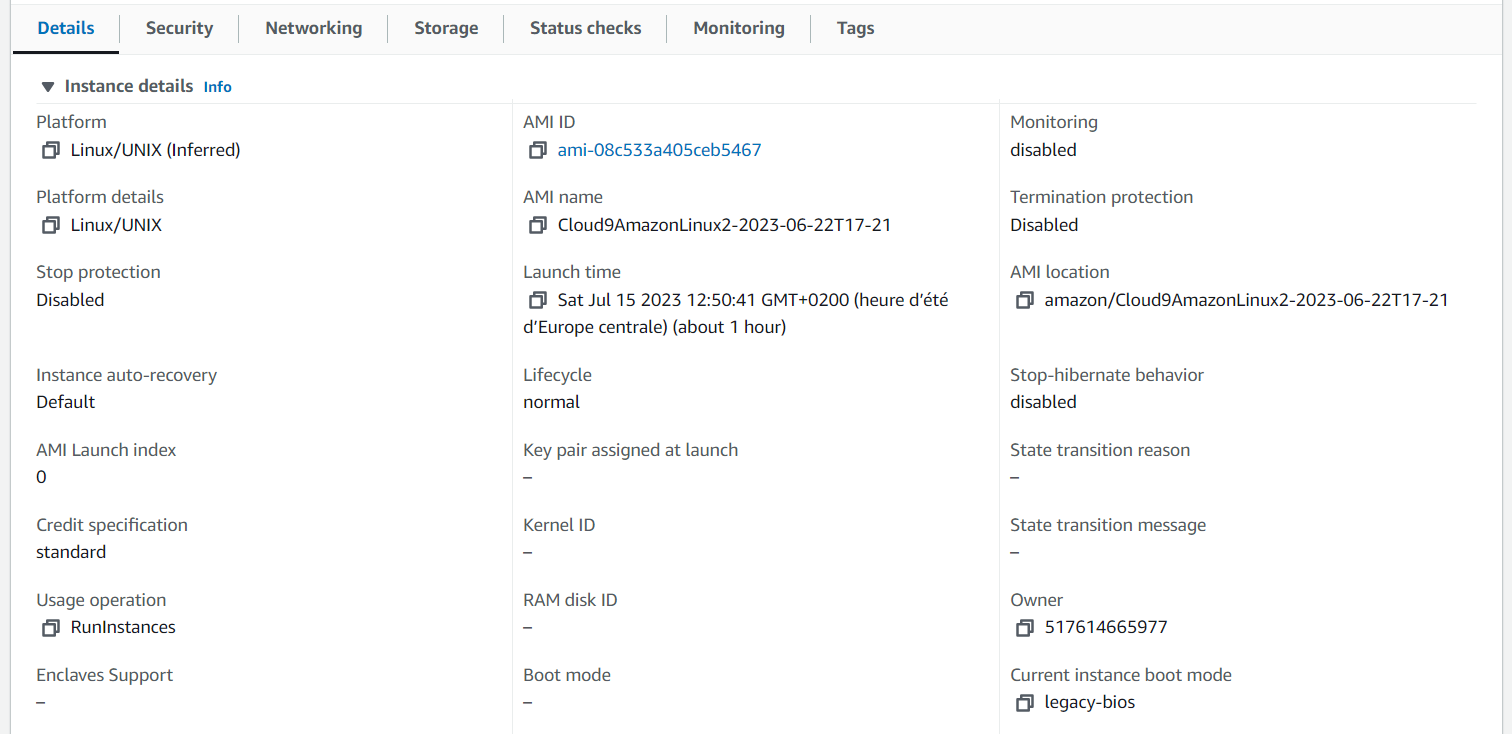 Details
Security
Networking
Storage
Status checks
Monitoring
Tags
Instance details Info
Platform
Linux/UNIX (Inferred)
AMI ID
ami-08c533a405ceb5467
Monitoring
disabled
Platform details
Linux/UNIX
AMI name
Cloud9AmazonLinux2-2023-06-22T17-21
Termination protection
Disabled
Stop protection
Disabled
Launch time
Sat Jul 15 2023 12:50:41 GMT+0200 (heure d’été
d’Europe centrale) (about 1 hour)
AMI location
amazon/Cloud9AmazonLinux2-2023-06-22T17-21
Instance auto-recovery
Default
Lifecycle
normal
Stop-hibernate behavior
disabled
AMI Launch index
0
Key pair assigned at launch
–
State transition reason
–
Credit specification
standard
Kernel ID
–
State transition message
–
Usage operation
RunInstances
RAM disk ID
–
Owner
517614665977
Enclaves Support
–
Boot mode
–
Current instance boot mode
legacy-bios